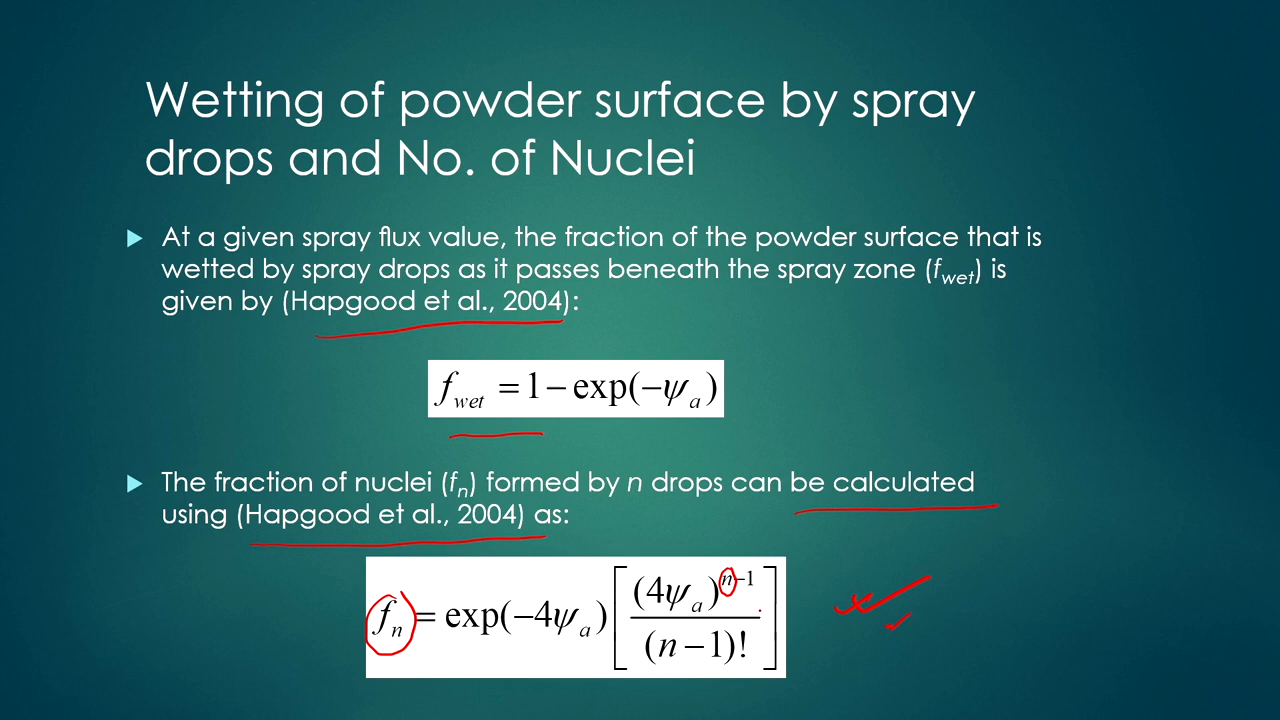 Wetting of powder surface by spray
drops and No. of Nuclei
At a given spray flux value, the fraction of the powder surface that is
wetted by spray drops as it passes beneath the spray zone (f_wet) is
given by (Hapgood et al., 2004):
f_wet = 1 − exp(−ψ_a)
The fraction of nuclei (f_n) formed by n drops can be calculated
using (Hapgood et al., 2004) as:
f_n = exp(−4ψ_a) [ (4ψ_a)^(n−1) / (n−1)! ]